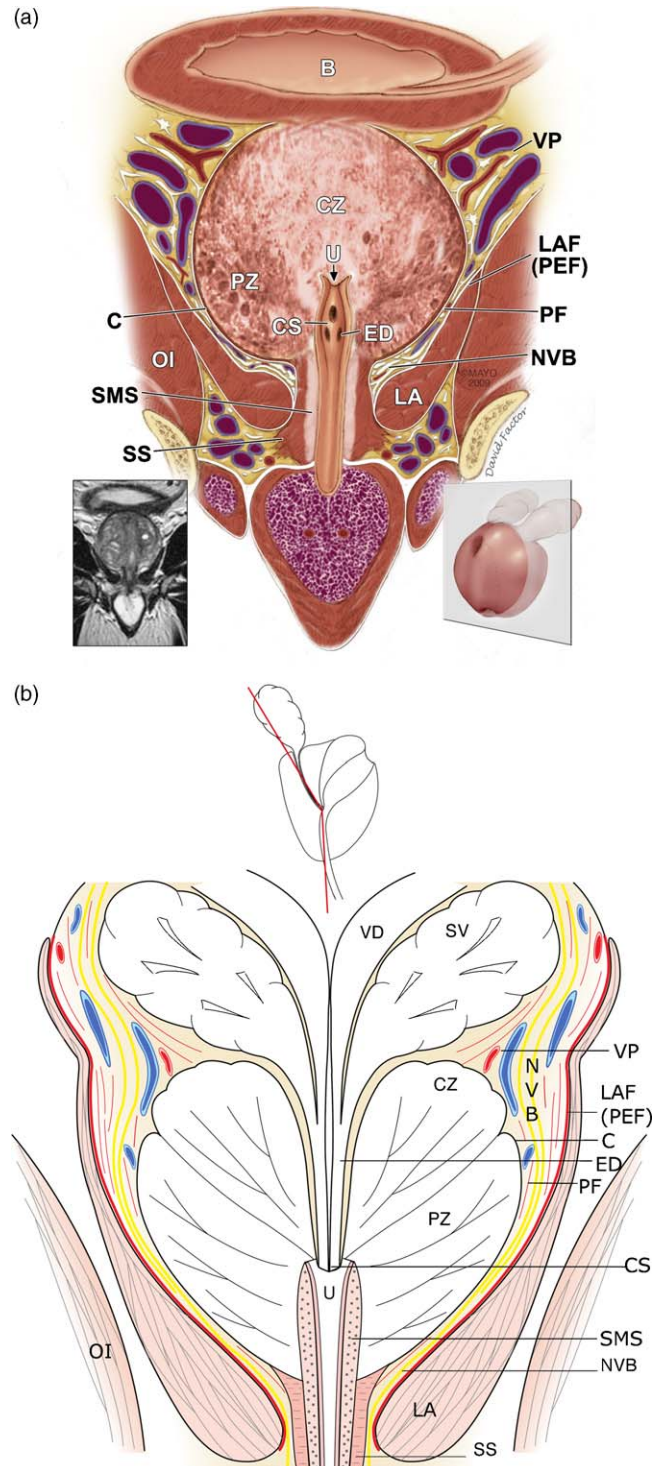 (a)
B
VP
CZ
U
LAF
(PEF)
PZ
C
CS
ED
PF
OI
NVB
©MAYO
2009
SMS
LA
SS
David Factor
(b)
VD
SV
VP
CZ
N
V
B
LAF
(PEF)
C
ED
PF
PZ
CS
U
SMS
OI
NVB
LA
SS